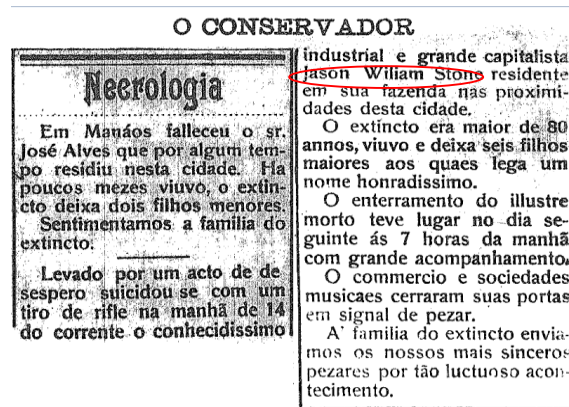 O CONSERVADOR
Necrologia
Em Manáos falleceu o sr.
José Alves que por algum tem-
po residiu nesta cidade. Ha
poucos mezes viuvo, o extin-
cto deixa dois filhos menores.
Sentimentamos a familia do
extincto.
Levado por um acto de de
sespero suicidou se com um
tiro de rifle na manhã de 14
do corrente o conhecidissimo
industrial e grande capitalista
Jason Wiliam Stone residente
em sua fazenda nas proximi-
dades desta cidade.
O extincto era maior de 80
annos, viuvo e deixa seis filhos
maiores aos quaes lega um
nome honradissimo.
O enterramento do illustre
morto teve lugar no dia se-
guinte ás 7 horas da manhã
com grande acompanhamento.
O commercio e sociedades
musicaes cerraram suas portas
em signal de pezar.
A' familia do extincto envia-
mos os nossos mais sinceros
pezares por tão luctuoso acon-
tecimento.